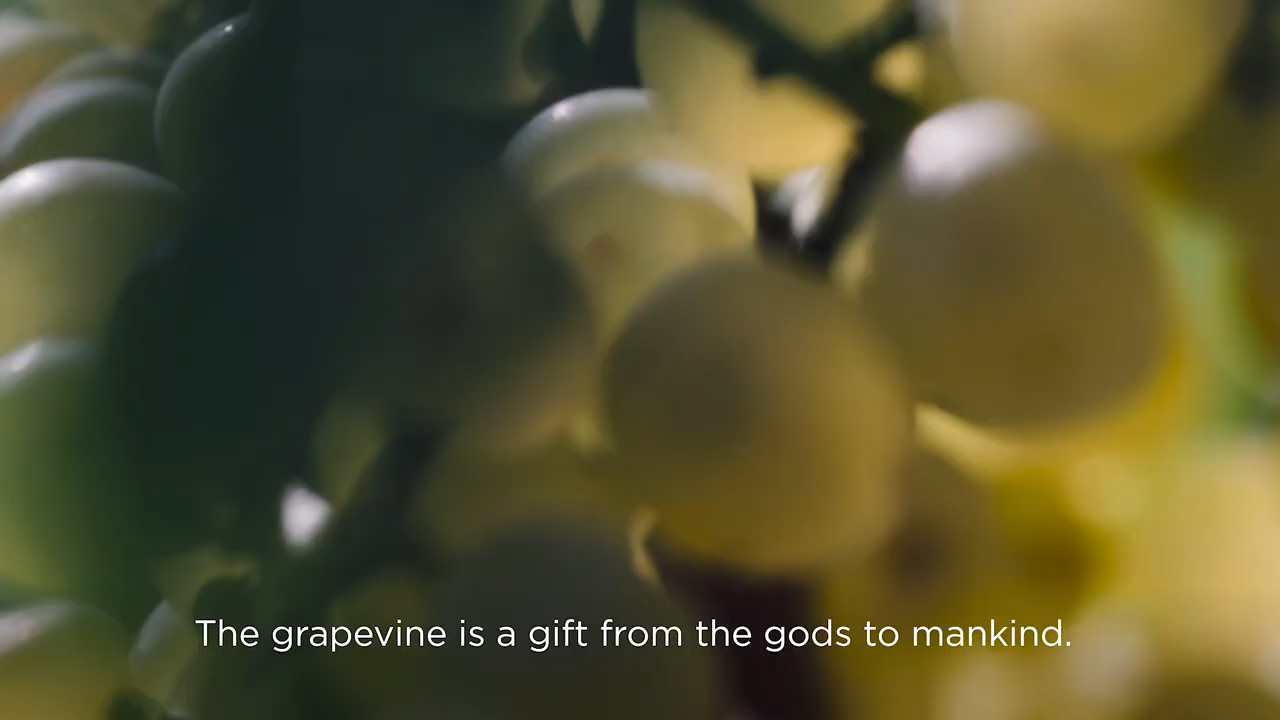 The grapevine is a gift from the gods to mankind.